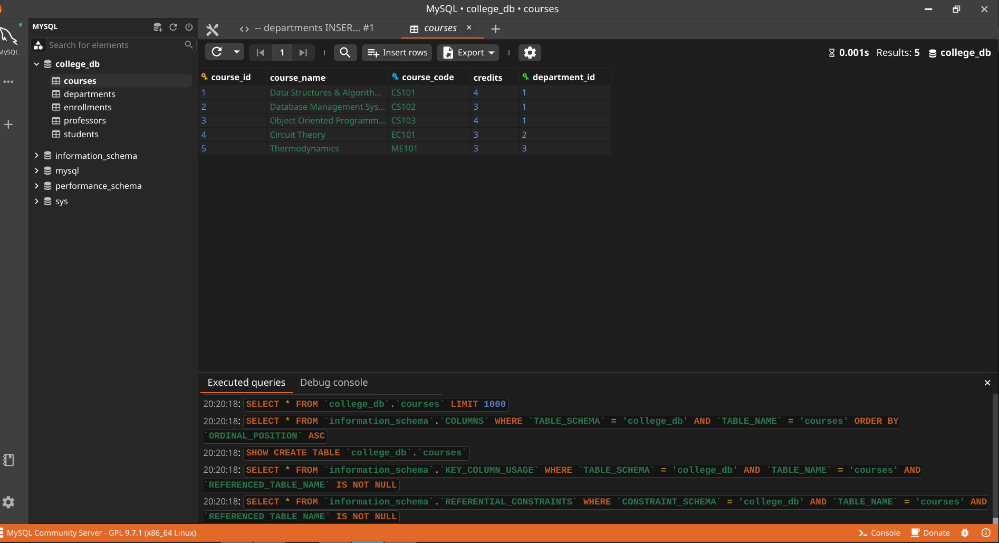 MySQL • college_db • courses
MySQL
MYSQL
Search for elements
college_db
courses
departments
enrollments
professors
students
information_schema
mysql
performance_schema
sys
-- departments INSER... #1
courses
1
Insert rows
Export
0.001s Results: 5 college_db
course_id course_name course_code credits department_id
1 Data Structures & Algorith... CS101 4 1
2 Database Management Sys... CS102 3 1
3 Object Oriented Programm... CS103 4 1
4 Circuit Theory EC101 3 2
5 Thermodynamics ME101 3 3
Executed queries Debug console
20:20:18: SELECT * FROM `college_db`.`courses` LIMIT 1000
20:20:18: SELECT * FROM `information_schema`.`COLUMNS` WHERE `TABLE_SCHEMA` = 'college_db' AND `TABLE_NAME` = 'courses' ORDER BY
`ORDINAL_POSITION` ASC
20:20:18: SHOW CREATE TABLE `college_db`.`courses`
20:20:18: SELECT * FROM `information_schema`.`KEY_COLUMN_USAGE` WHERE `TABLE_SCHEMA` = 'college_db' AND `TABLE_NAME` = 'courses' AND
`REFERENCED_TABLE_NAME` IS NOT NULL
20:20:18: SELECT * FROM `information_schema`.`REFERENTIAL_CONSTRAINTS` WHERE `CONSTRAINT_SCHEMA` = 'college_db' AND `TABLE_NAME` = 'courses' AND
`REFERENCED_TABLE_NAME` IS NOT NULL
MySQL Community Server - GPL 9.7.1 (x86_64 Linux)
Console Donate